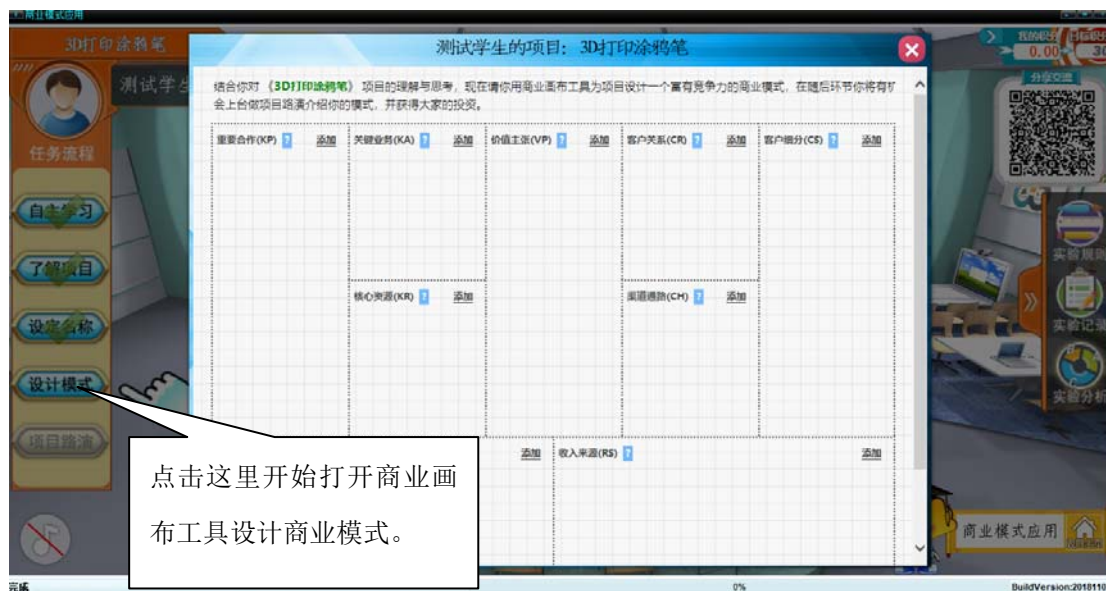 商业模式应用
3D打印涂鸦笔
测试学生的项目：3D打印涂鸦笔
我的积分
0.00
30
测试学生
分享交流
结合你对 《3D打印涂鸦笔》 项目的理解与思考，现在请你用商业画布工具为项目设计一个富有竞争力的商业模式，在随后环节你将有机
会上台做项目路演介绍你的模式，并获得大家的投资。
重要合作(KP) ? 添加
关键业务(KA) ? 添加
价值主张(VP) ? 添加
客户关系(CR) ? 添加
客户细分(CS) ? 添加
核心资源(KR) ? 添加
渠道通路(CH) ? 添加
添加
收入来源(RS) ? 添加
任务流程
自主学习
了解项目
设定名称
设计模式
项目路演
实验规则
实验记录
实验分析
点击这里开始打开商业画
布工具设计商业模式。
商业模式应用
0%
BuildVersion:2018110